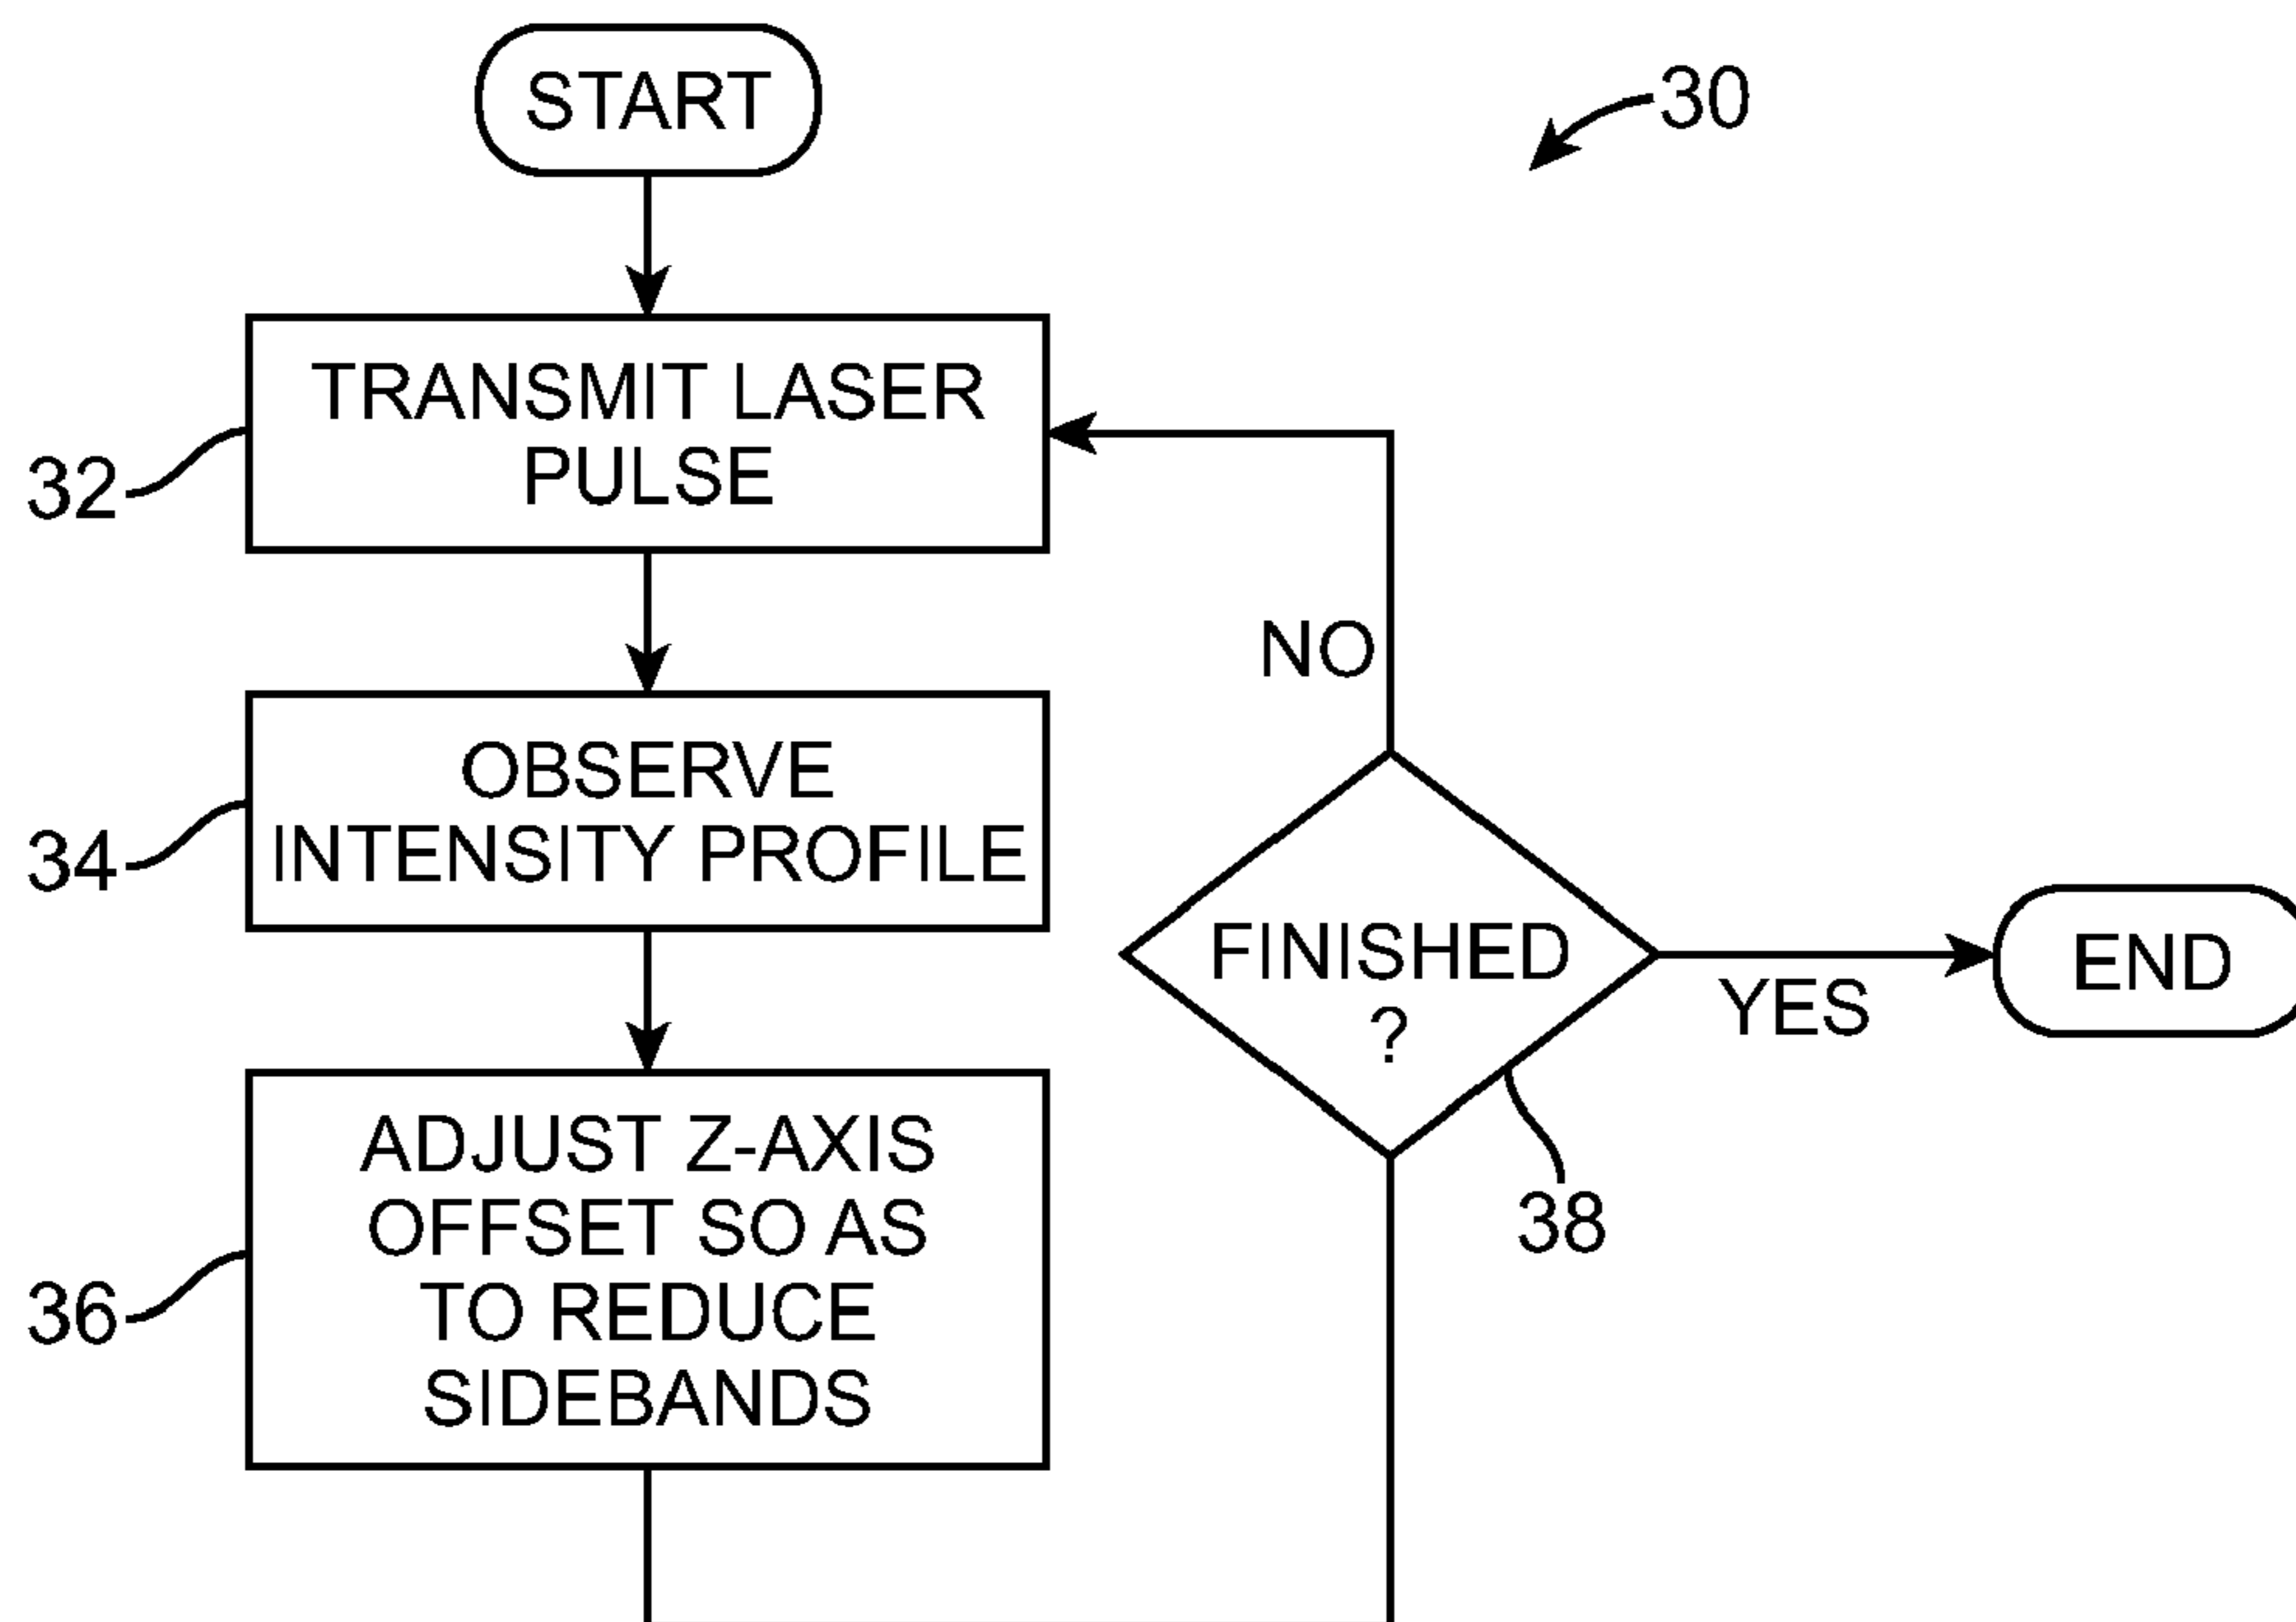 START
30
TRANSMIT LASER
PULSE
32
NO
OBSERVE
INTENSITY PROFILE
34
FINISHED
?
YES
END
38
ADJUST Z-AXIS
OFFSET SO AS
TO REDUCE
SIDEBANDS
36